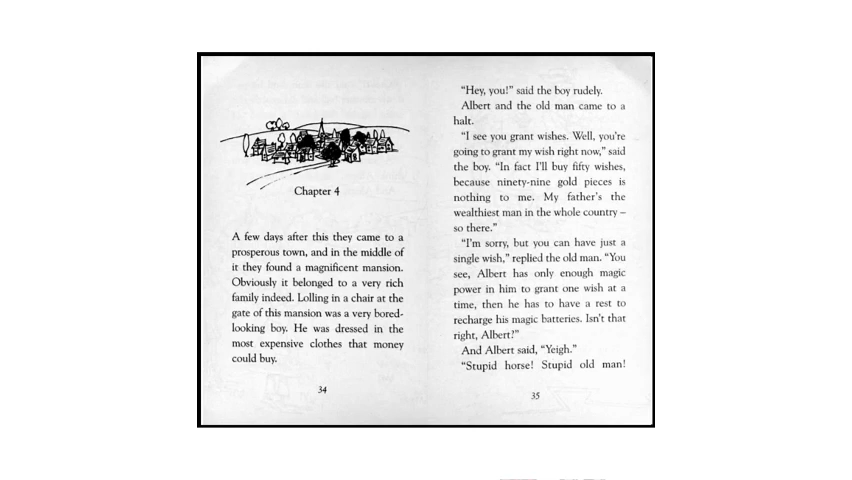 Chapter 4
A few days after this they came to a
prosperous town, and in the middle of
it they found a magnificent mansion.
Obviously it belonged to a very rich
family indeed. Lolling in a chair at the
gate of this mansion was a very bored-
looking boy. He was dressed in the
most expensive clothes that money
could buy.
34
“Hey, you!” said the boy rudely.
Albert and the old man came to a
halt.
“I see you grant wishes. Well, you’re
going to grant my wish right now,” said
the boy. “In fact I’ll buy fifty wishes,
because ninety-nine gold pieces is
nothing to me. My father’s the
wealthiest man in the whole country –
so there.”
“I’m sorry, but you can have just a
single wish,” replied the old man. “You
see, Albert has only enough magic
power in him to grant one wish at a
time, then he has to have a rest to
recharge his magic batteries. Isn’t that
right, Albert?”
And Albert said, “Yeigh.”
“Stupid horse! Stupid old man!
35